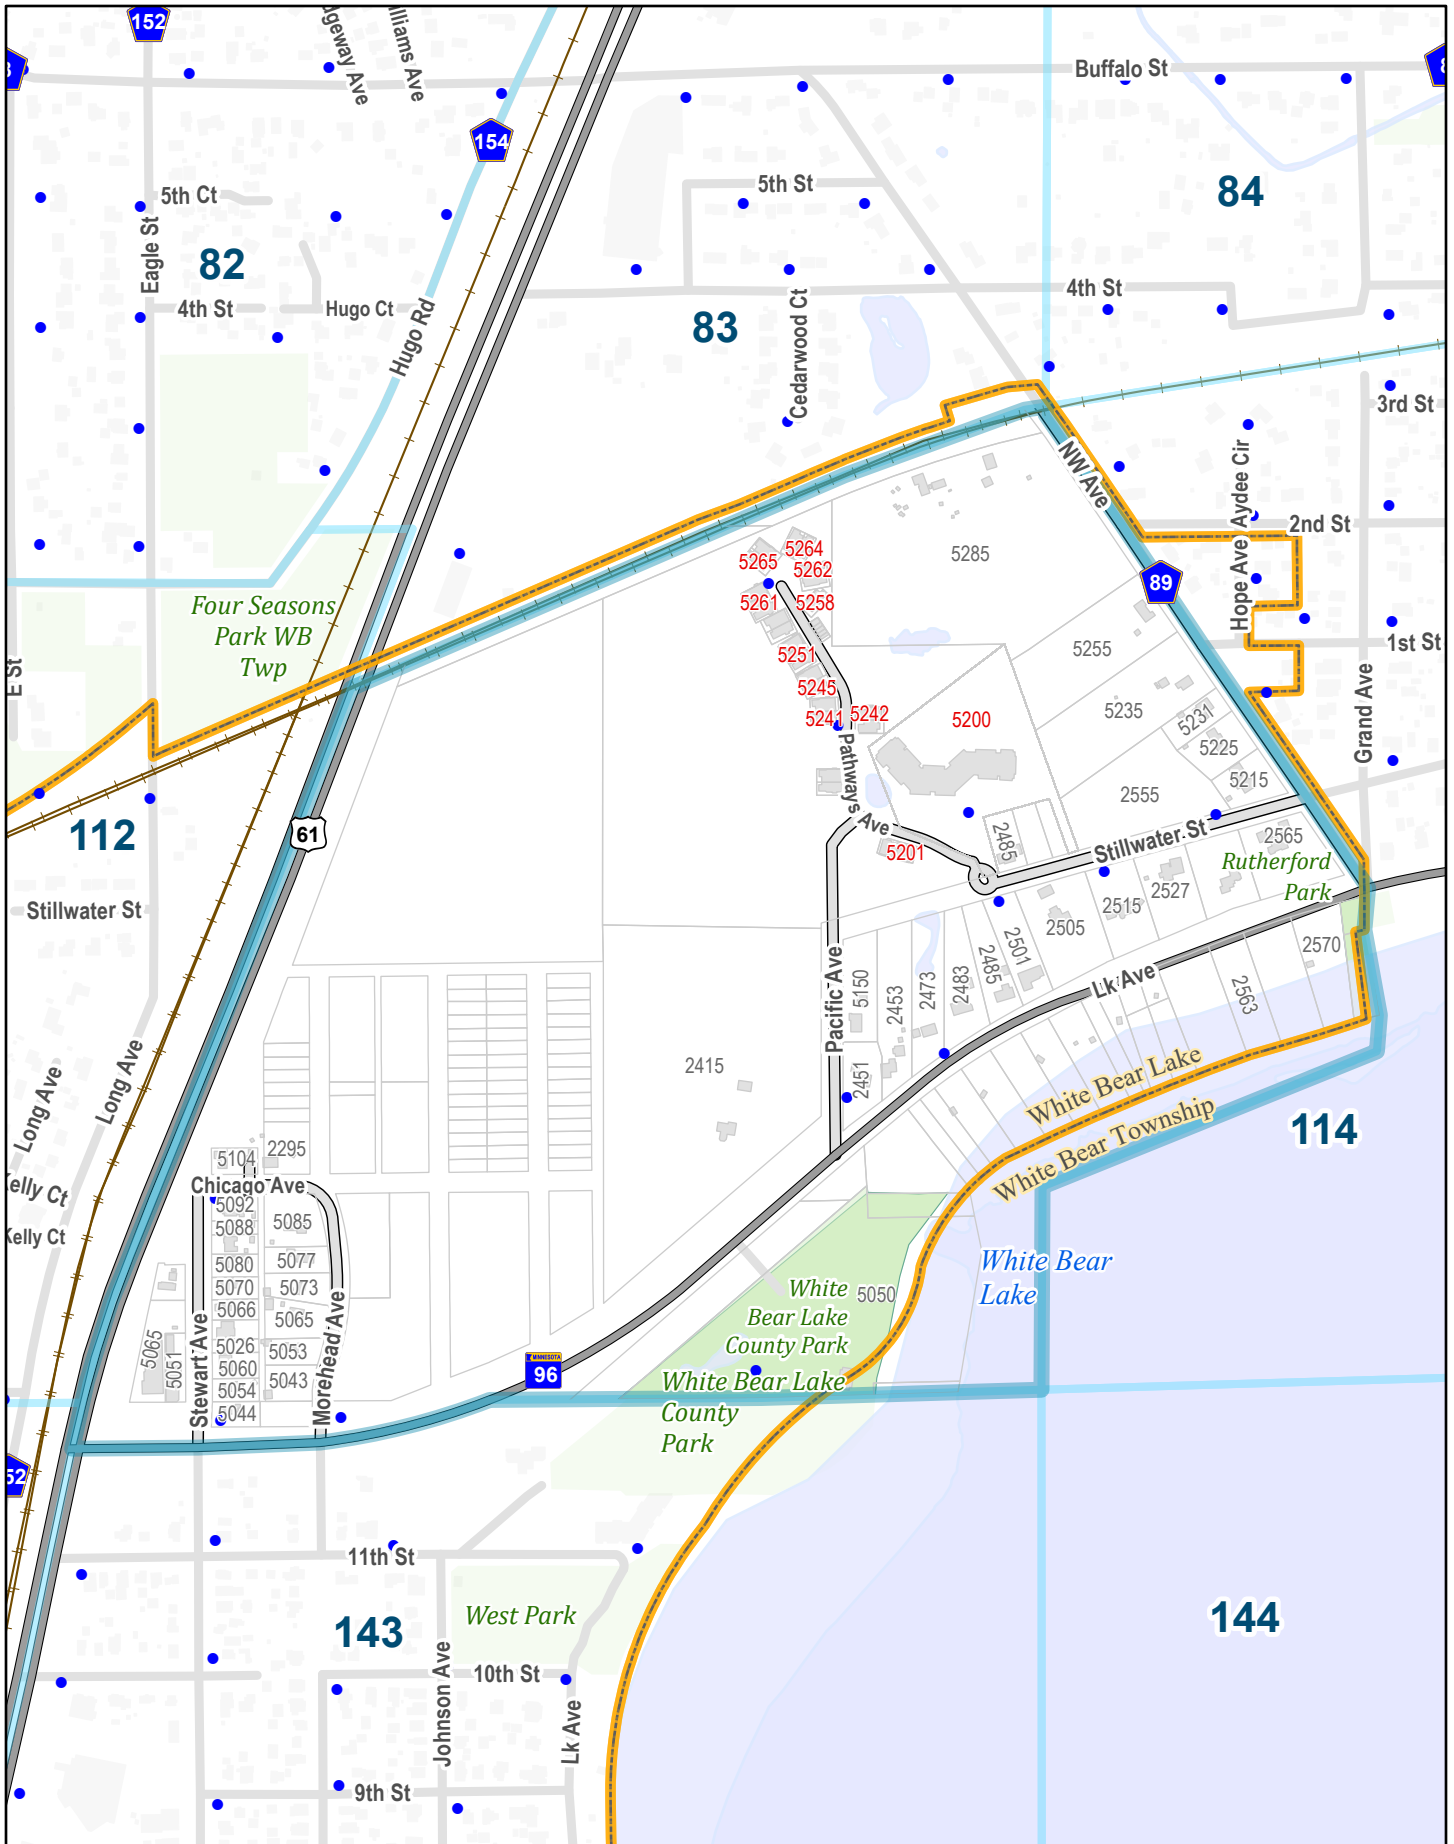 152
8
dgeway Ave
illiams Ave
Buffalo St
8
154
5th St
5th Ct
84
Eagle St
82
4th St
Hugo Ct
Hugo Rd
4th St
83
Cedarwood Ct
3rd St
NW Ave
Hope Ave
Aydee Cir
2nd St
5285
5264
5265
5262
89
5261
5258
Four Seasons
Park WB
Twp
1st St
5255
5251
E St
5245
5241
5242
5200
5235
5231
Grand Ave
5225
5215
Pathways Ave
2555
61
112
2485
Stillwater St
2565
5201
Rutherford
Park
2527
2515
2505
Stillwater St
2501
2485
2483
2473
2453
5150
2570
2563
Lk Ave
Pacific Ave
2451
2415
Long Ave
Long Ave
White Bear Lake
White Bear Township
114
2295
5104
Chicago Ave
Kelly Ct
Kelly Ct
5092
5088
5085
5080
5077
5070
5073
5066
5065
5026
5053
5060
5043
5054
5044
5065
5051
Stewart Ave
Morehead Ave
White Bear
Lake
White
Bear Lake
County Park
5050
MINNESOTA
96
White Bear Lake
County
Park
52
11th St
West Park
143
144
10th St
Johnson Ave
Lk Ave
9th St